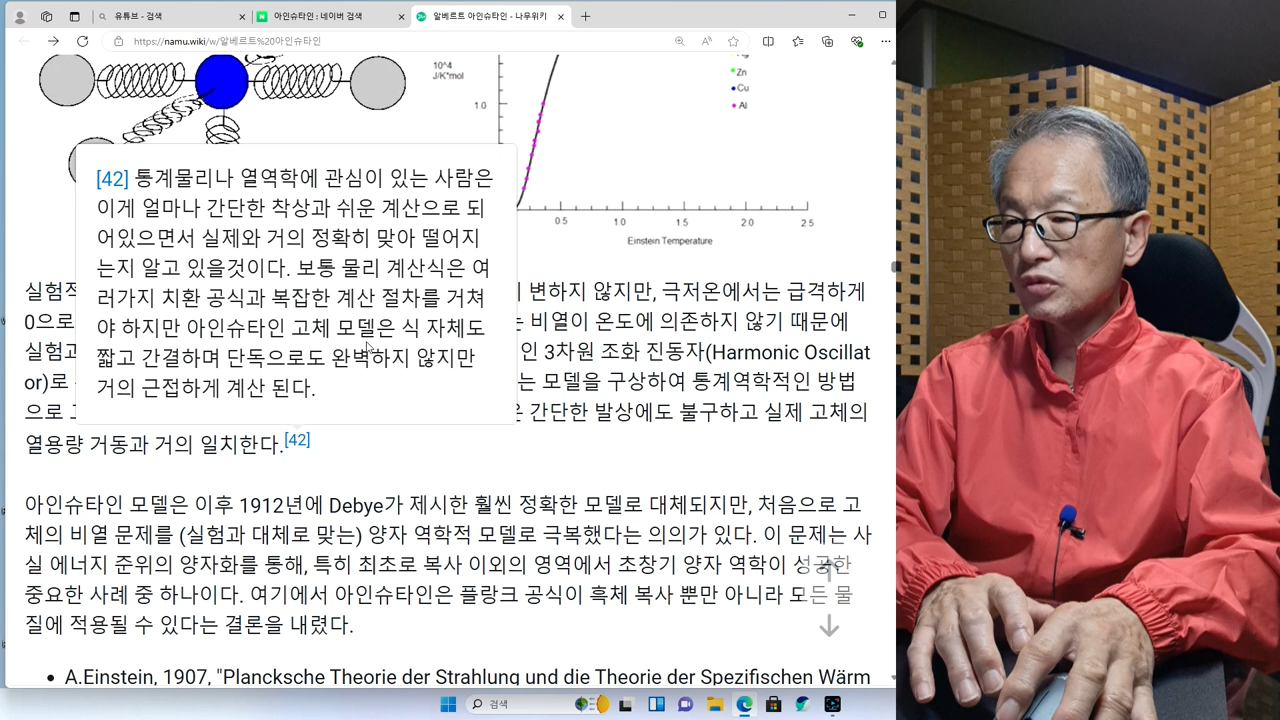 유튜브 - 검색
아인슈타인 : 네이버 검색
알베르트 아인슈타인 - 나무위키
https://namu.wiki/w/알베르트%20아인슈타인
10^4
J/K*mol
1.0
Zn
Cu
Al
0.5 1.0 1.5 2.0 2.5
Einstein Temperature
[42] 통계물리나 열역학에 관심이 있는 사람은
이게 얼마나 간단한 착상과 쉬운 계산으로 되
어있으면서 실제와 거의 정확히 맞아 떨어지
는지 알고 있을것이다. 보통 물리 계산식은 여
러가지 치환 공식과 복잡한 계산 절차를 거쳐
야 하지만 아인슈타인 고체 모델은 식 자체도
짧고 간결하며 단독으로도 완벽하지 않지만
거의 근접하게 계산 된다.
변하지 않지만, 극저온에서는 급격하게
0으로 비열이 온도에 의존하지 않기 때문에
인 3차원 조화 진동자(Harmonic Oscillat
or)로 는 모델을 구상하여 통계역학적인 방법
으로 간단한 발상에도 불구하고 실제 고체의
열용량 거동과 거의 일치한다.[42]
아인슈타인 모델은 이후 1912년에 Debye가 제시한 훨씬 정확한 모델로 대체되지만, 처음으로 고
체의 비열 문제를 (실험과 대체로 맞는) 양자 역학적 모델로 극복했다는 의의가 있다. 이 문제는 사
실 에너지 준위의 양자화를 통해, 특히 최초로 복사 이외의 영역에서 초창기 양자 역학이 성공한
중요한 사례 중 하나이다. 여기에서 아인슈타인은 플랑크 공식이 흑체 복사 뿐만 아니라 모든 물
질에 적용될 수 있다는 결론을 내렸다.
• A.Einstein, 1907, "Plancksche Theorie der Strahlung und die Theorie der Spezifischen Wärm
검색